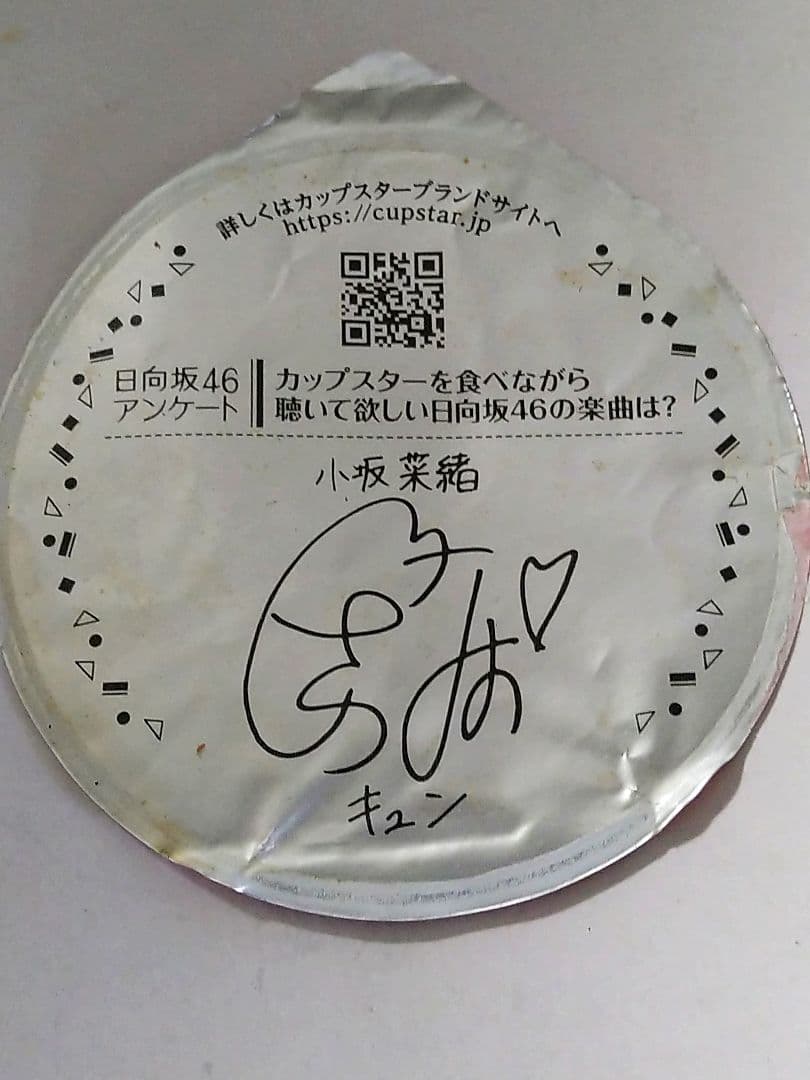 詳しくはカップスターブランドサイトへ
https://cupstar.jp
日向坂46
アンケート
カップスターを食べながら
聴いて欲しい日向坂46の楽曲は?
小坂菜緒
キュン